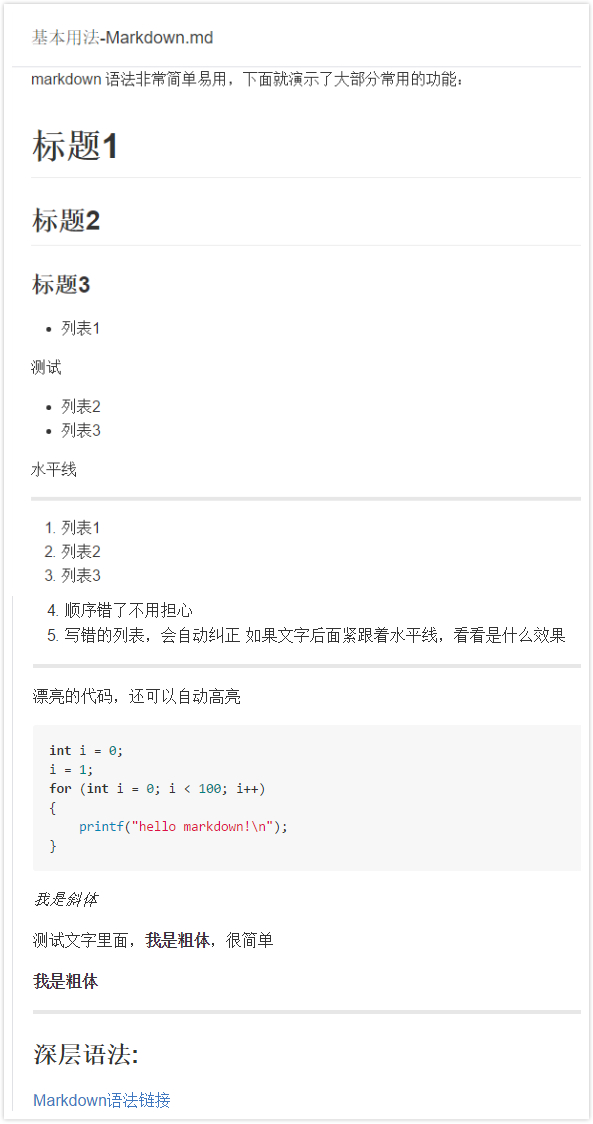 基本用法-Markdown.md
markdown 语法非常简单易用，下面就演示了大部分常用的功能：
标题1
标题2
标题3
• 列表1
测试
• 列表2
• 列表3
水平线
1. 列表1
2. 列表2
3. 列表3
4. 顺序错了不用担心
5. 写错的列表，会自动纠正 如果文字后面紧跟着水平线，看看是什么效果
漂亮的代码，还可以自动高亮
int i = 0;
i = 1;
for (int i = 0; i < 100; i++)
{
    printf("hello markdown!\n");
}
我是斜体
测试文字里面，我是粗体，很简单
我是粗体
深层语法:
Markdown语法链接